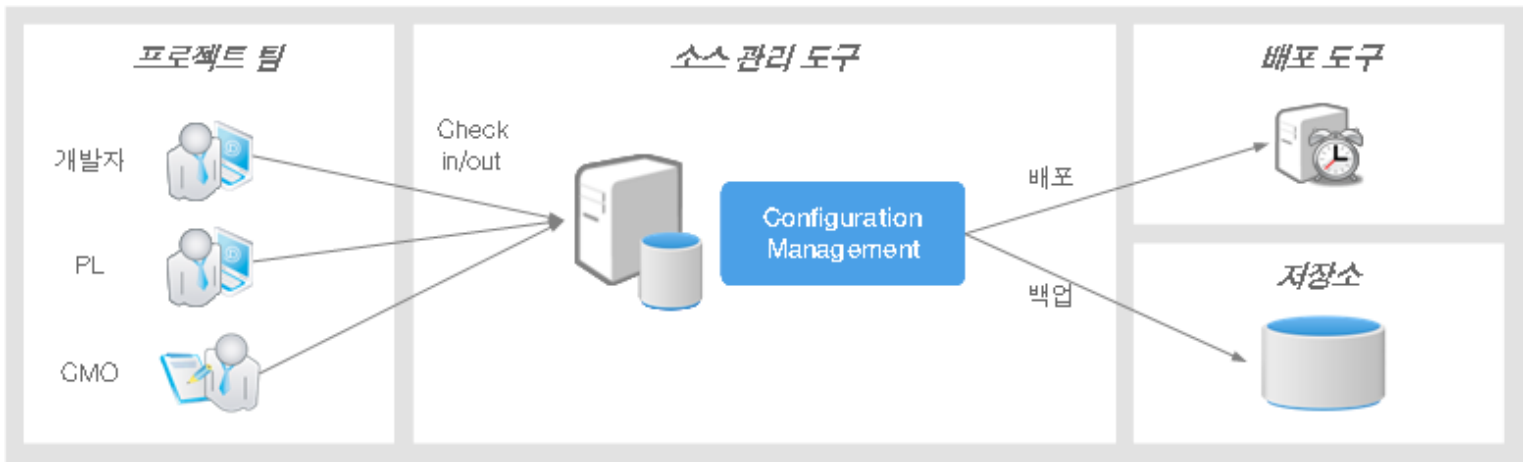 프로젝트 팀
개발자
PL
CMO
소스 관리 도구
Check
in/out
Configuration
Management
배포
백업
배포 도구
저장소